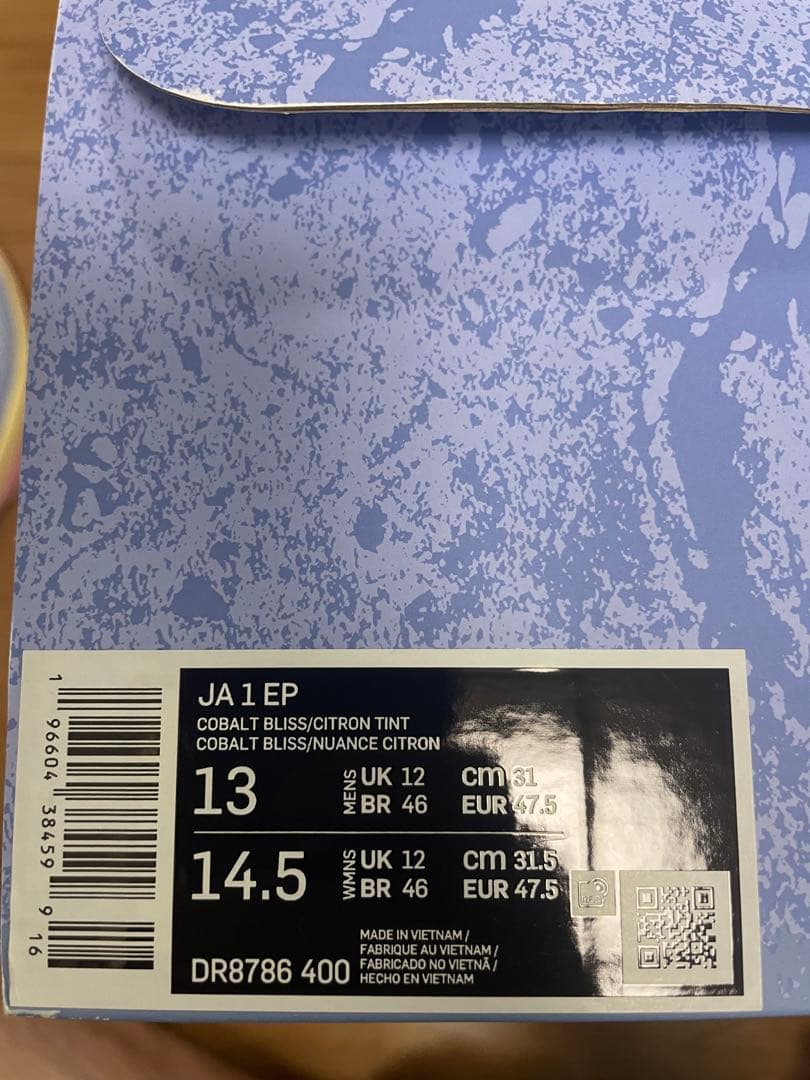 JA 1 EP
COBALT BLISS/CITRON TINT
COBALT BLISS/NUANCE CITRON
13 MENS UK 12 cm 31
BR 46 EUR 47.5
14.5 WMNS UK 12 cm 31.5
BR 46 EUR 47.5
DR8786 400
MADE IN VIETNAM /
FABRIQUE AU VIETNAM /
FABRICADO NO VIETNÃ /
HECHO EN VIETNAM
1 96604 38459 9 16